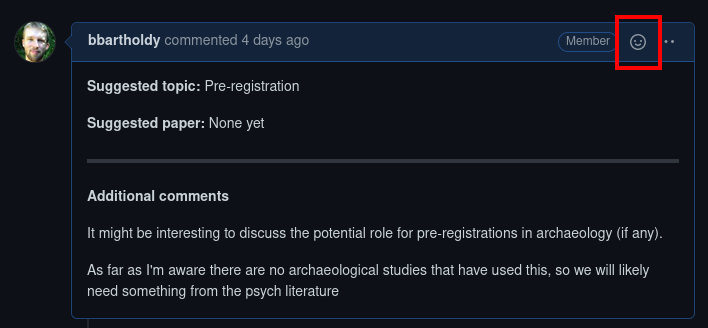 bbartholdy commented 4 days ago Member
Suggested topic: Pre-registration
Suggested paper: None yet
Additional comments
It might be interesting to discuss the potential role for pre-registrations in archaeology (if any).
As far as I'm aware there are no archaeological studies that have used this, so we will likely
need something from the psych literature